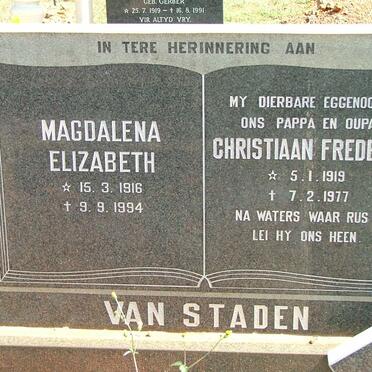 GEB. GERBER
☆ 25.7.1919 - † 16.8.1991
VIR ALTYD VRY.
IN TERE HERINNERING AAN
MAGDALENA
ELIZABETH
☆ 15.3.1916
† 9.9.1994
MY DIERBARE EGGENOO
ONS PAPPA EN OUPA
CHRISTIAAN FREDE
☆ 5.1.1919
† 7.2.1977
NA WATERS WAAR RUS
LEI HY ONS HEEN
VAN STADEN